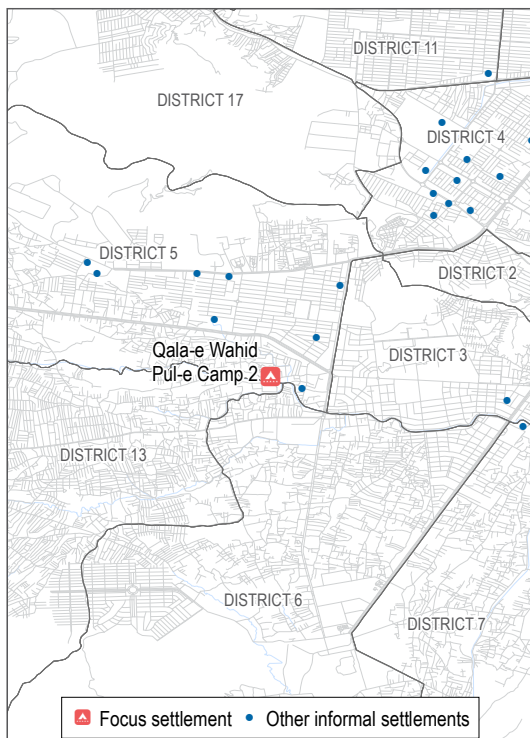 DISTRICT 11
DISTRICT 17
DISTRICT 4
DISTRICT 5
DISTRICT 2
Qala-e Wahid
Pul-e Camp 2
DISTRICT 3
DISTRICT 13
DISTRICT 6
DISTRICT 7
Focus settlement
Other informal settlements